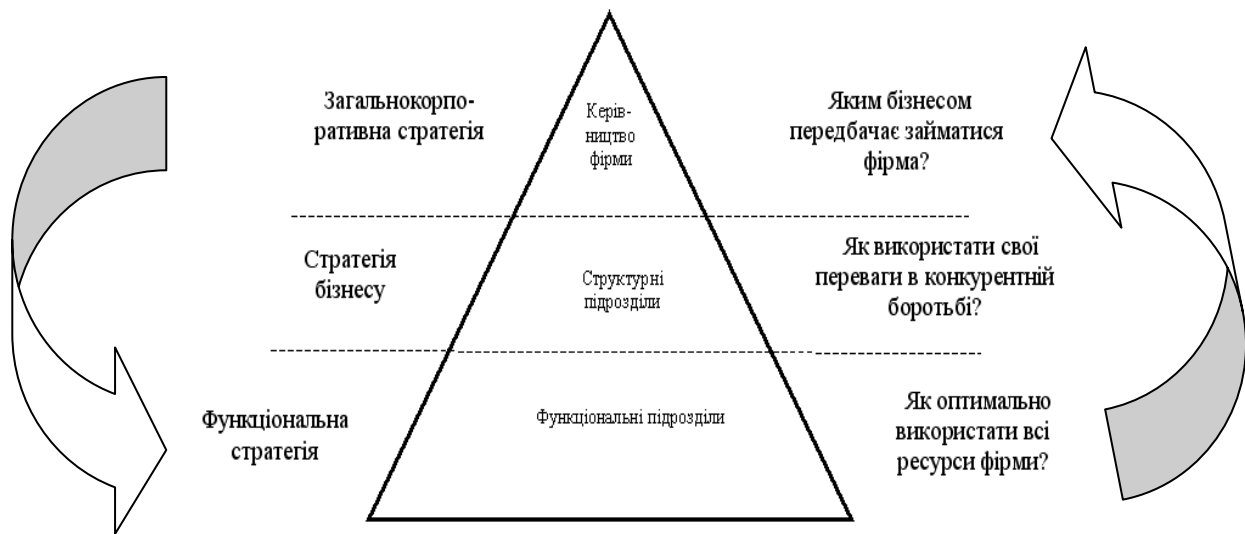 Загальнокорпо-
ративна стратегія
Керів-
ництво
фірми
Яким бізнесом
передбачає займатися
фірма?
Стратегія
бізнесу
Структурні
підрозділи
Як використати свої
переваги в конкурентній
боротьбі?
Функціональна
стратегія
Функціональні підрозділи
Як оптимально
використати всі
ресурси фірми?